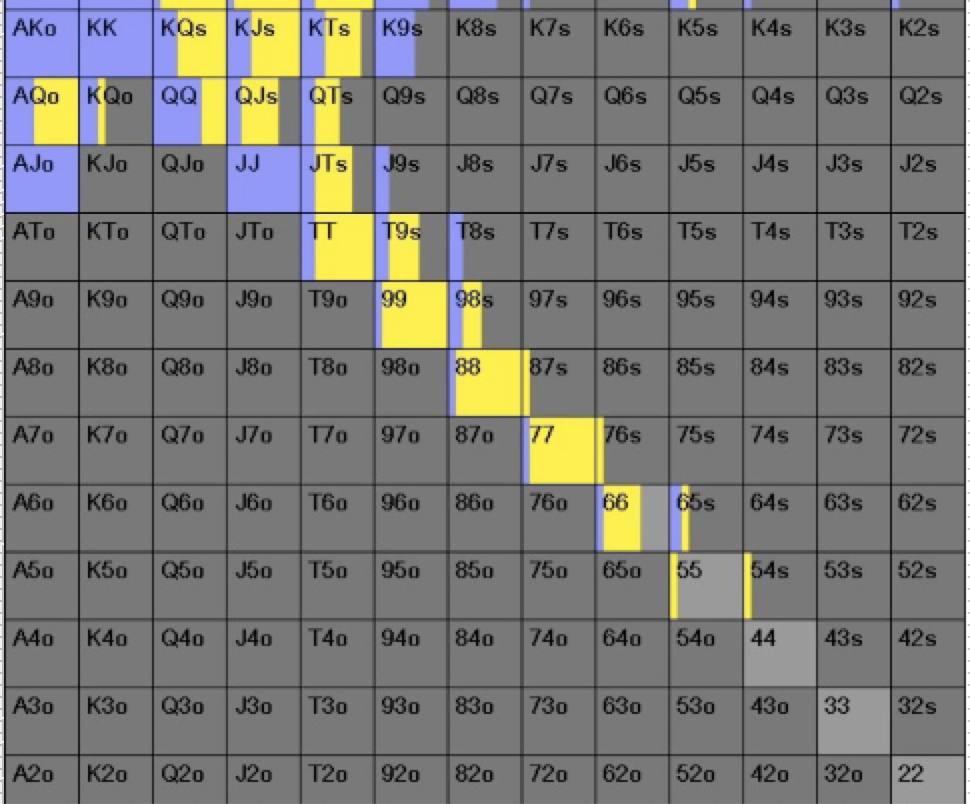 AKo KK KQs KJs KTs K9s K8s K7s K6s K5s K4s K3s K2s
AQo KQo QQ QJs QTs Q9s Q8s Q7s Q6s Q5s Q4s Q3s Q2s
AJo KJo QJo JJ JTs J9s J8s J7s J6s J5s J4s J3s J2s
ATo KTo QTo JTo TT T9s T8s T7s T6s T5s T4s T3s T2s
A9o K9o Q9o J9o T9o 99 98s 97s 96s 95s 94s 93s 92s
A8o K8o Q8o J8o T8o 98o 88 87s 86s 85s 84s 83s 82s
A7o K7o Q7o J7o T7o 97o 87o 77 76s 75s 74s 73s 72s
A6o K6o Q6o J6o T6o 96o 86o 76o 66 65s 64s 63s 62s
A5o K5o Q5o J5o T5o 95o 85o 75o 65o 55 54s 53s 52s
A4o K4o Q4o J4o T4o 94o 84o 74o 64o 54o 44 43s 42s
A3o K3o Q3o J3o T3o 93o 83o 73o 63o 53o 43o 33 32s
A2o K2o Q2o J2o T2o 92o 82o 72o 62o 52o 42o 32o 22